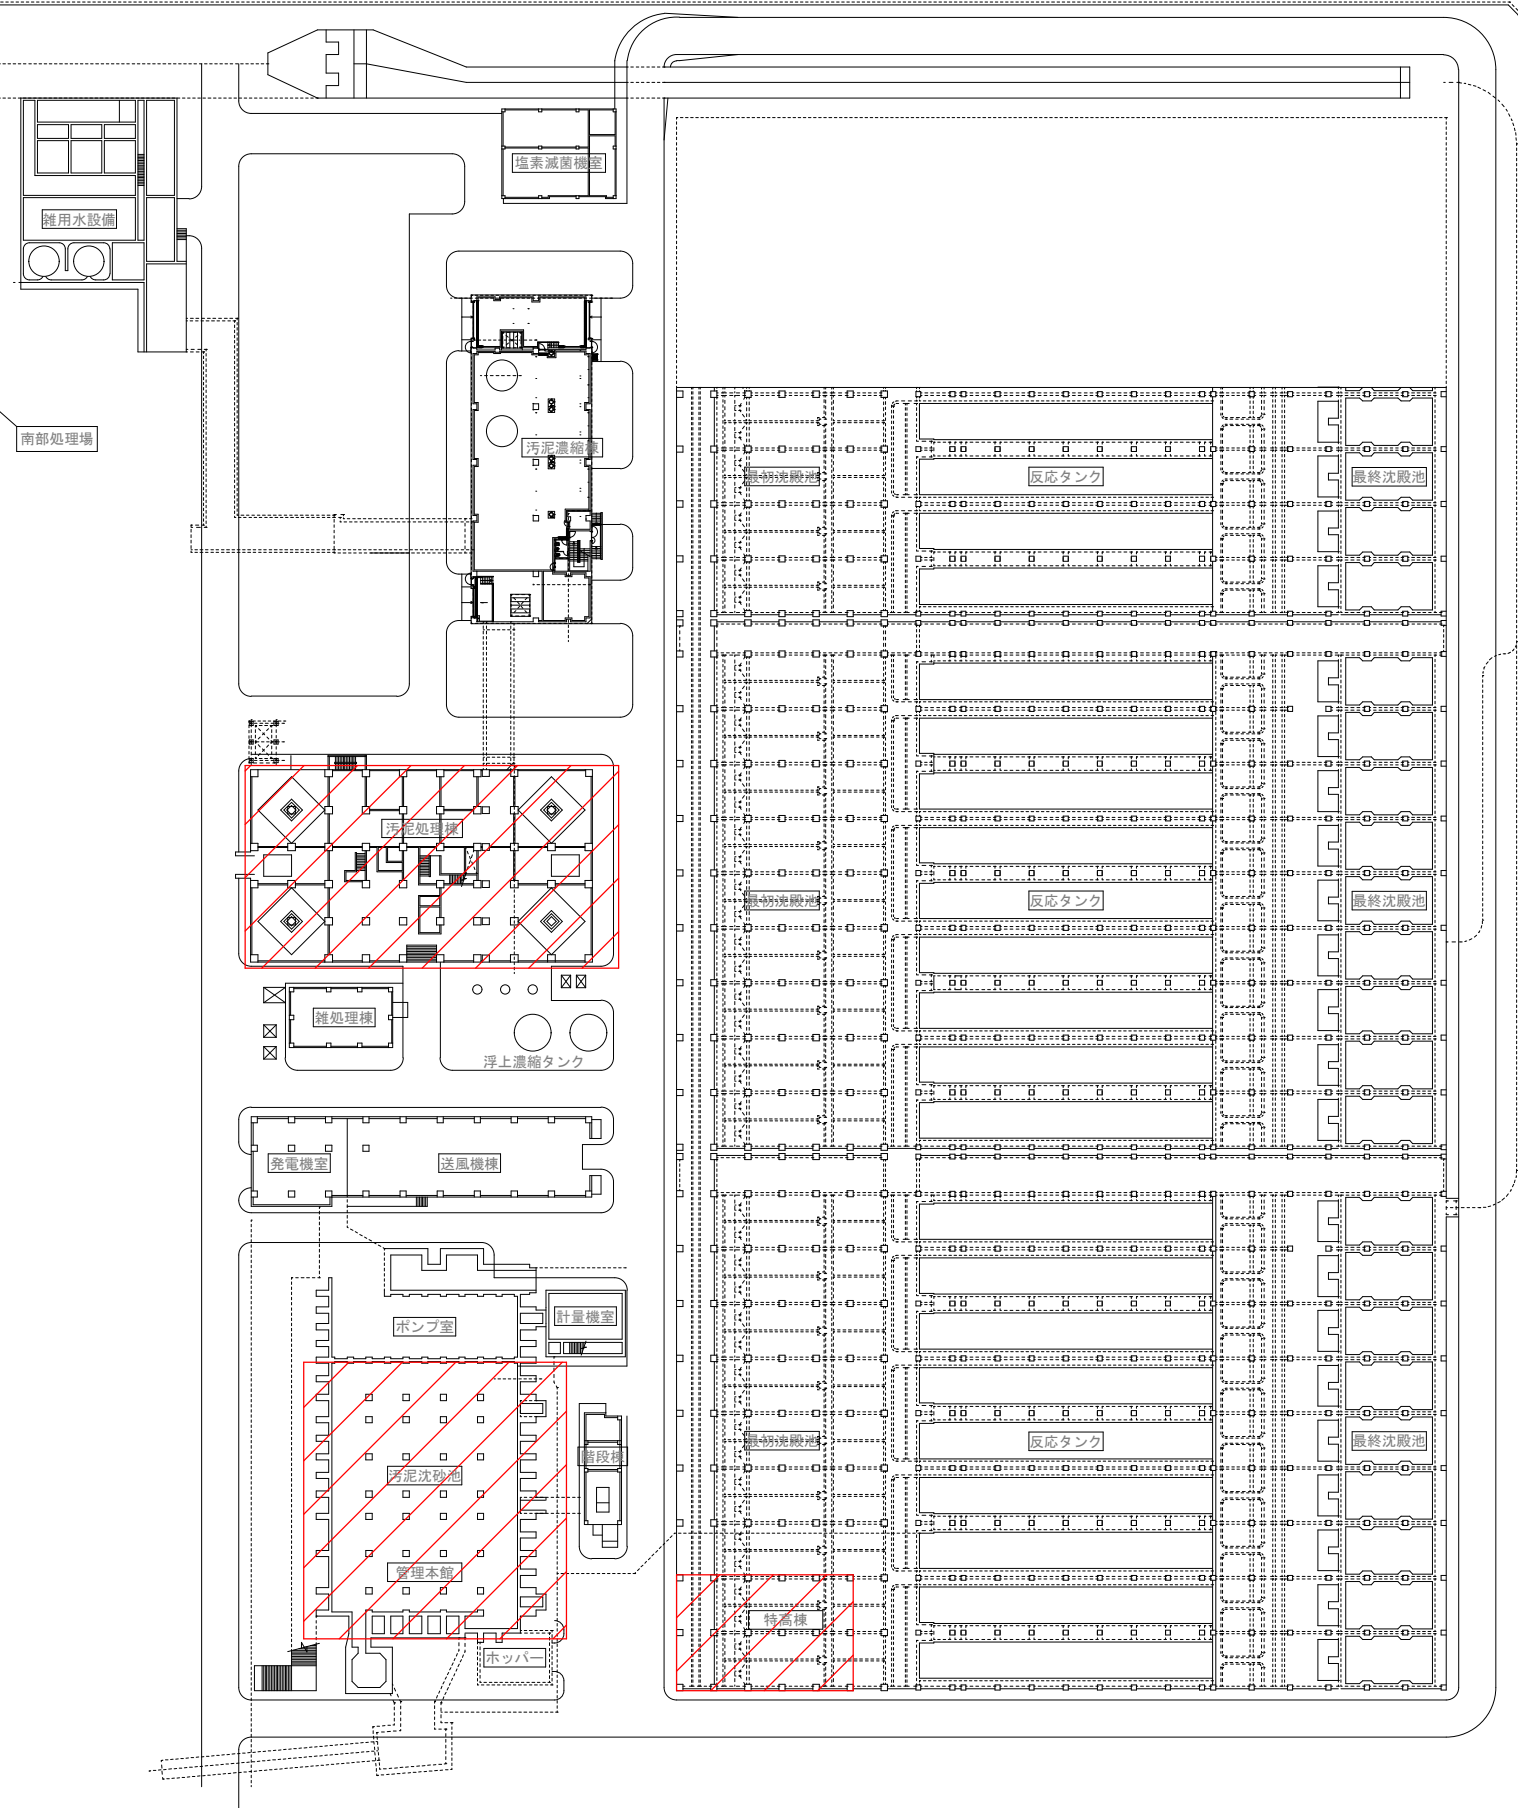 塩素滅菌機室
雑用水設備
南部処理場
汚泥濃縮棟
最初沈殿池
反応タンク
最終沈殿池
汚泥処理棟
最初沈殿池
反応タンク
最終沈殿池
雑処理棟
浮上濃縮タンク
発電機室
送風機棟
計量機室
ポンプ室
最初沈殿池
反応タンク
最終沈殿池
階段棟
汚泥沈砂池
管理本館
特高棟
ホッパー